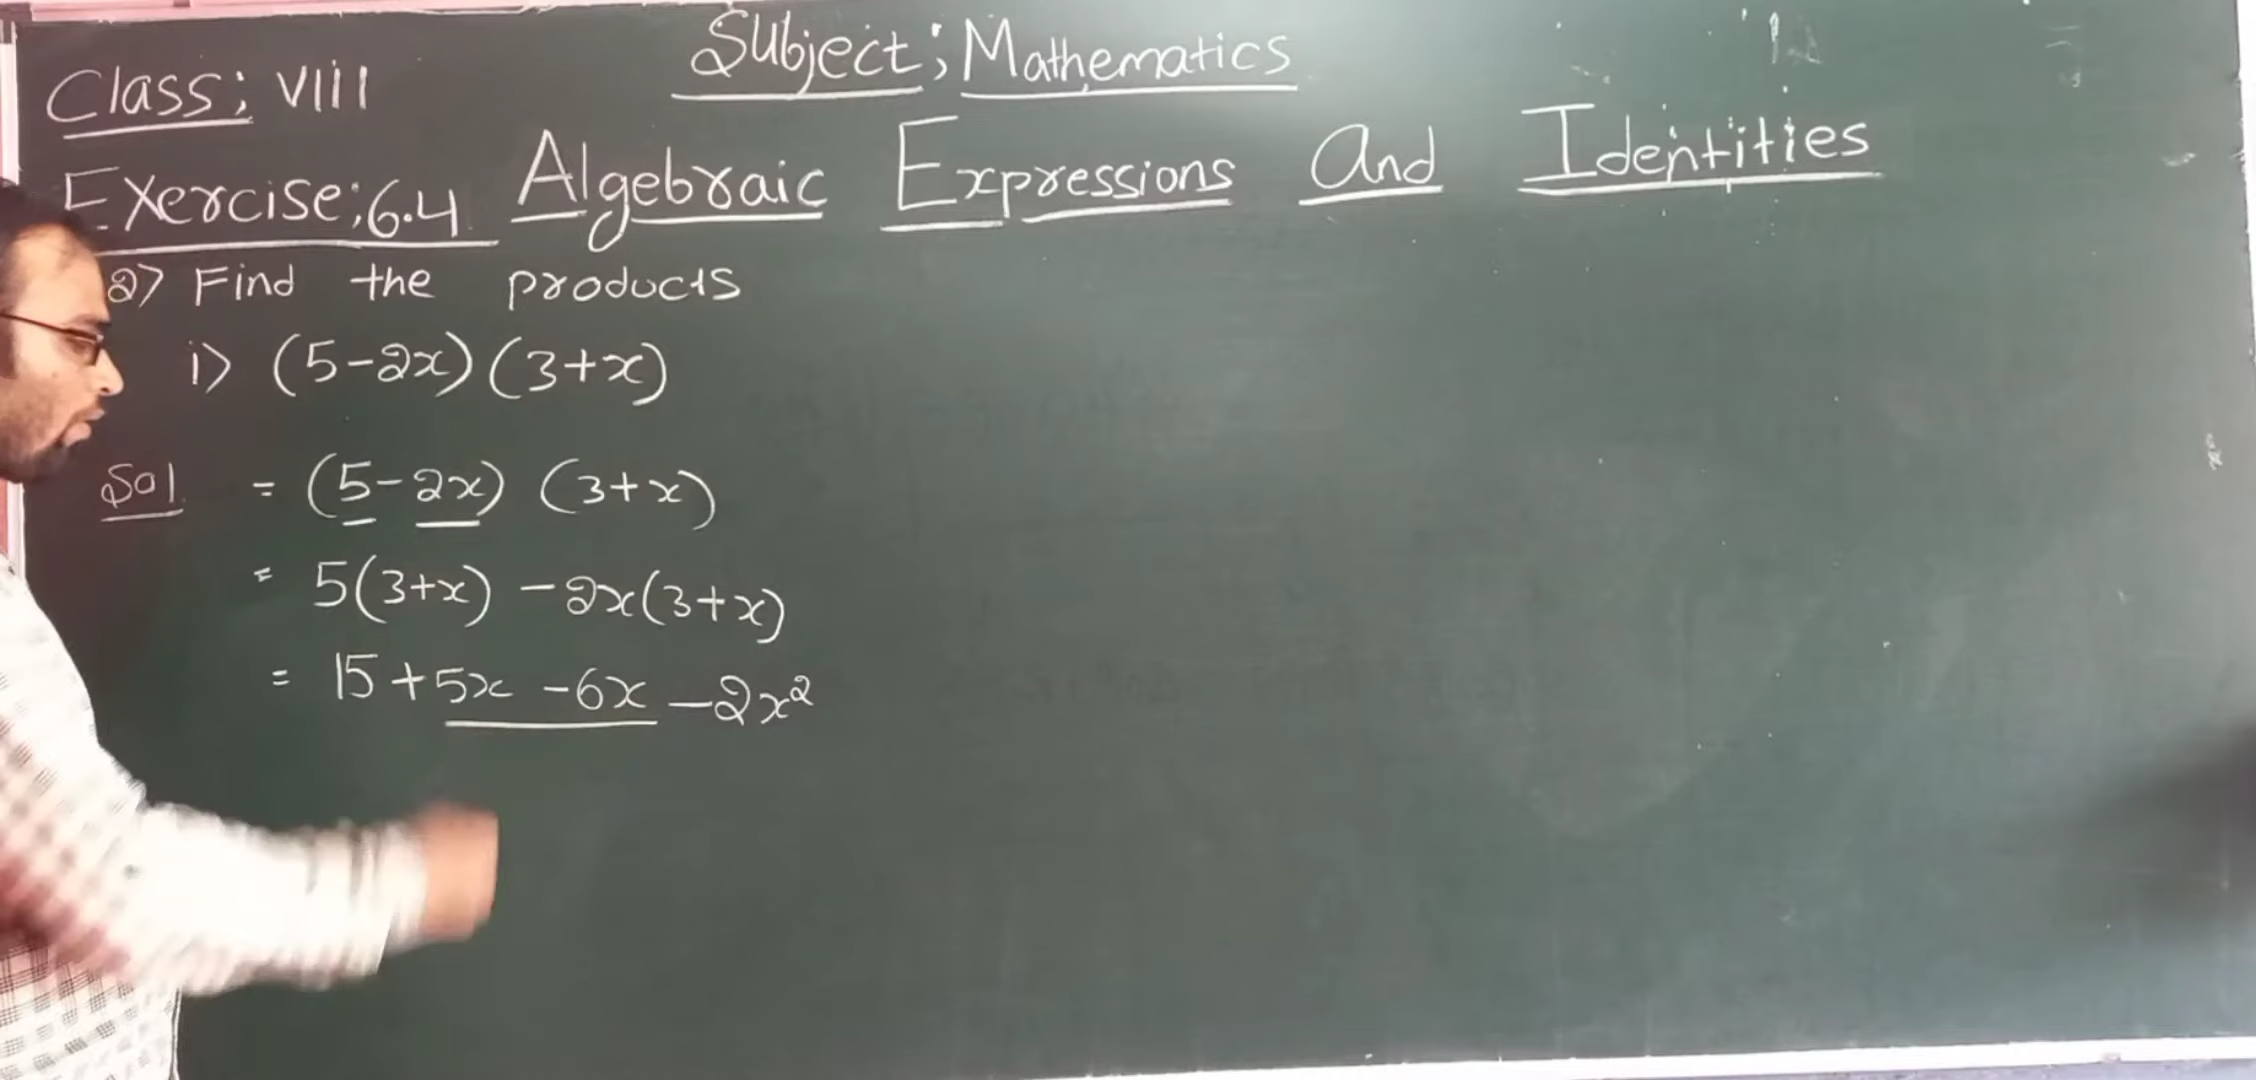 Subject; Mathematics
Class; VIII
Exercise; 6.4 Algebraic Expressions And Identities
2) Find the products
i) (5-2x)(3+x)
Sol = (5-2x) (3+x)
= 5(3+x) -2x(3+x)
= 15+5x -6x -2x²